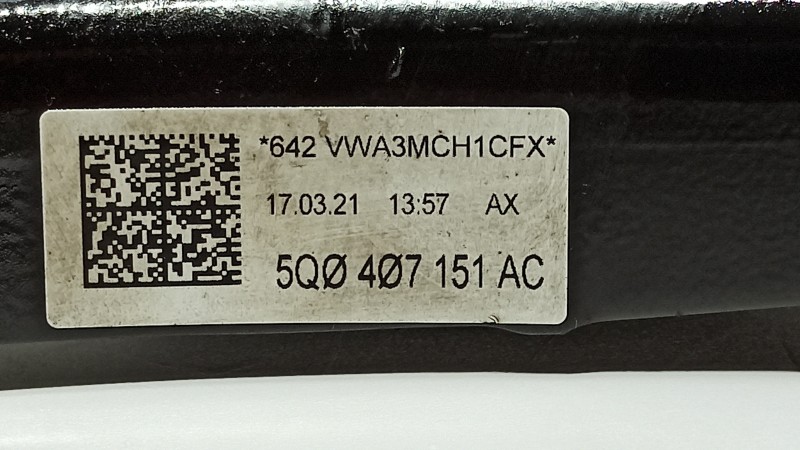 *642 VWA3MCH1CFX*
17.03.21 13:57 AX
5QØ 4Ø7 151 AC